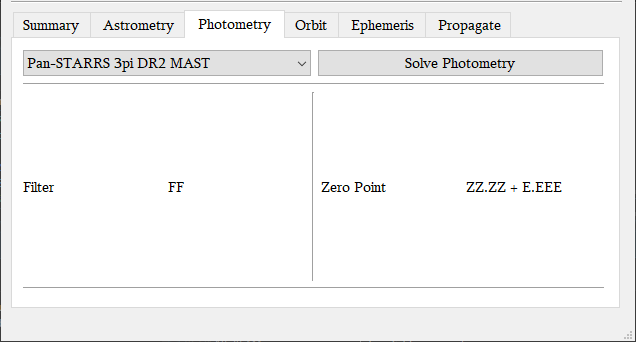 Summary Astrometry Photometry Orbit Ephemeris Propagate
Pan-STARRS 3pi DR2 MAST Solve Photometry
Filter FF Zero Point ZZ.ZZ + E.EEE